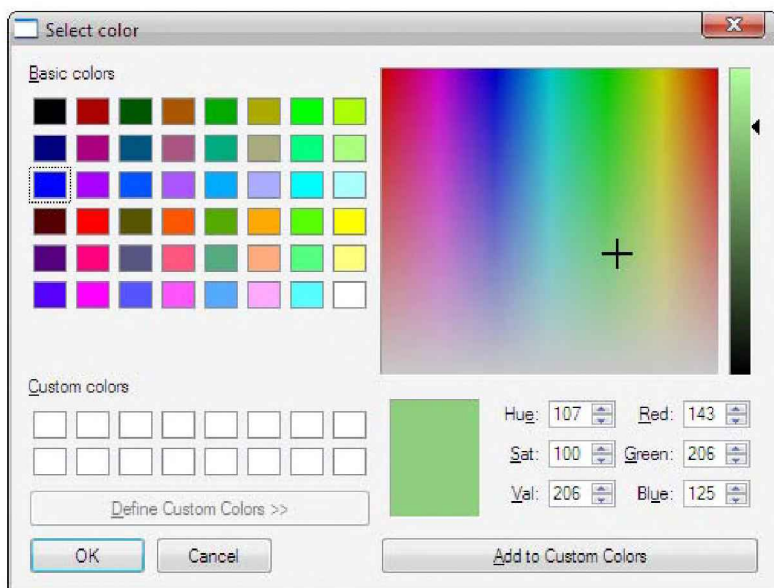 Select color
Basic colors
Custom colors
Define Custom Colors >>
OK
Cancel
Hue: 107
Red: 143
Sat: 100
Green: 206
Val: 206
Blue: 125
Add to Custom Colors